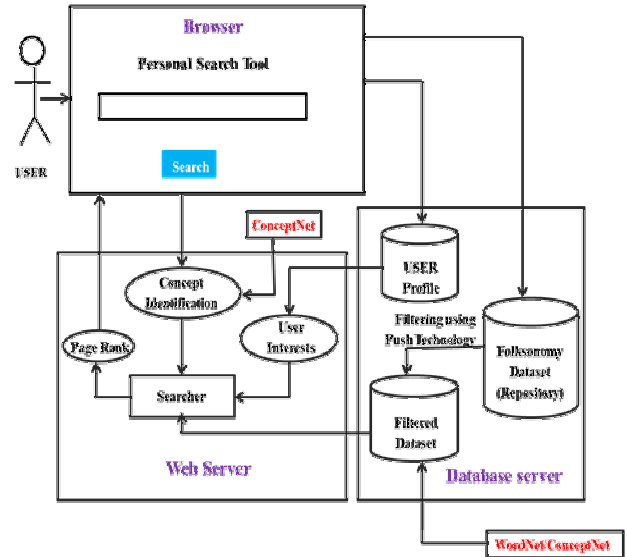 Browser
Personal Search Tool
Search
USER
ConceptNet
Concept
Identification
User
Interests
Page Rank
Searcher
Web Server
USER
Profile
Filtering using
Push Technology
Folksonomy
Dataset
(Repository)
Filtered
Dataset
Database server
WordNet/ConceptNet